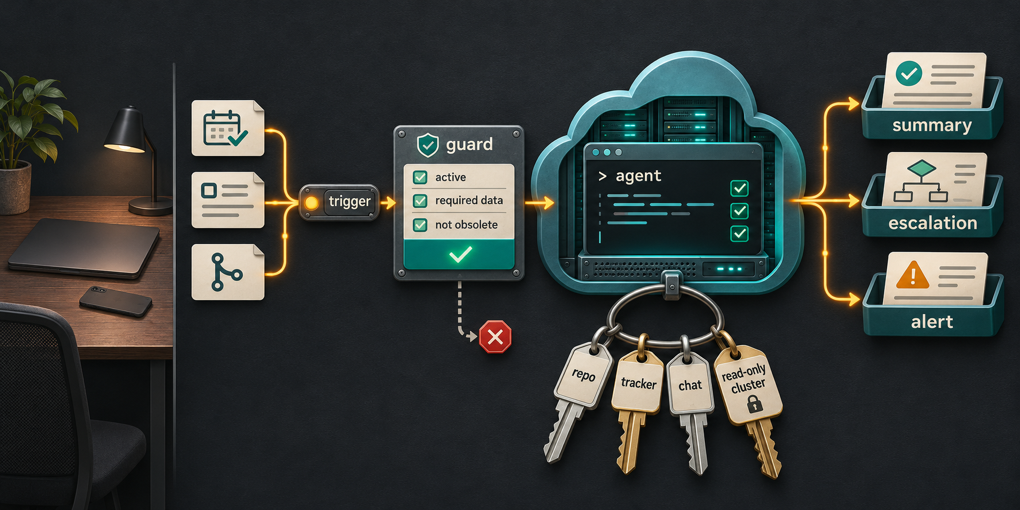 trigger
guard
active
required data
not obsolete
> agent
repo
tracker
chat
read-only
cluster
summary
escalation
alert